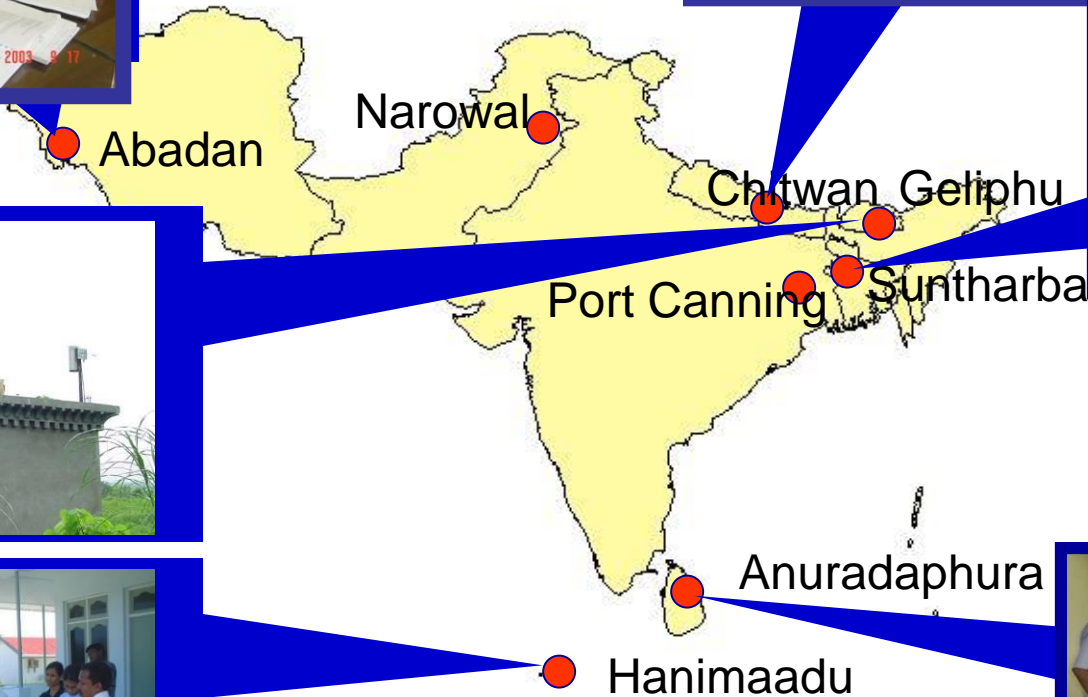 2003 9 17
Narowal
Abadan
Chitwan Geliphu
Port Canning
Suntharba
Anuradaphura
Hanimaadu